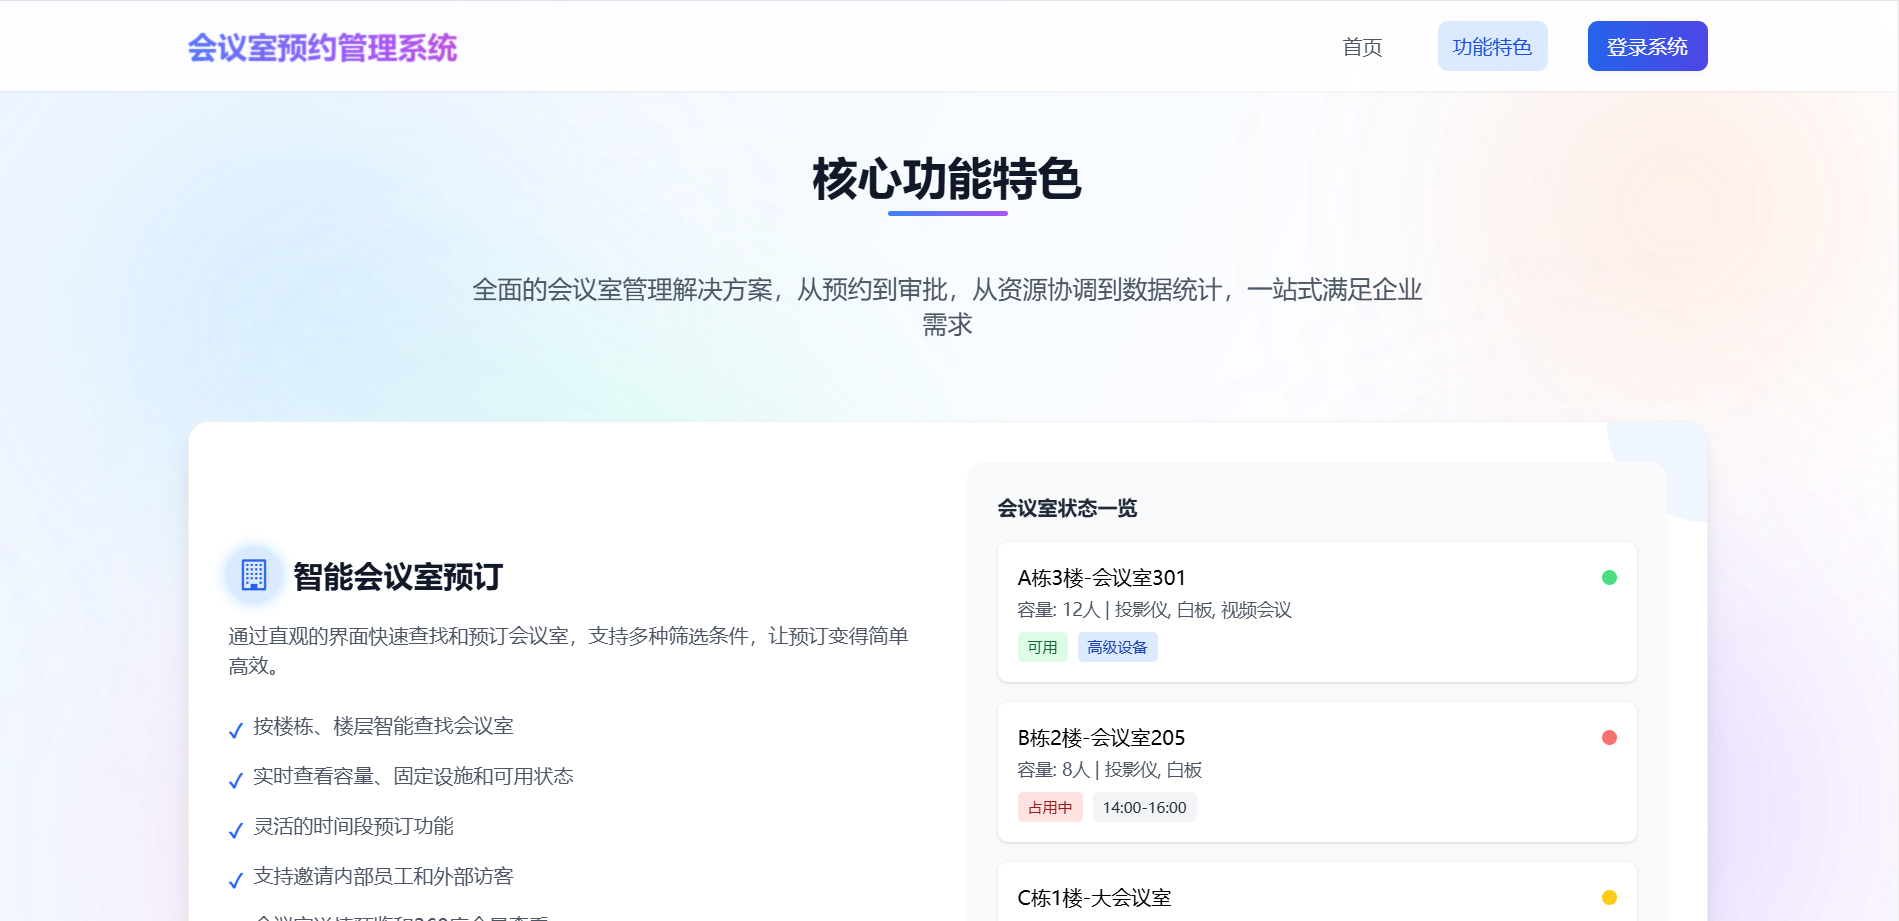 会议室预约管理系统
首页
功能特色
登录系统
核心功能特色
全面的会议室管理解决方案，从预约到审批，从资源协调到数据统计，一站式满足企业
需求
智能会议室预订
通过直观的界面快速查找和预订会议室，支持多种筛选条件，让预订变得简单
高效。
按楼栋、楼层智能查找会议室
实时查看容量、固定设施和可用状态
灵活的时间段预订功能
支持邀请内部员工和外部访客
会议室状态一览
A栋3楼-会议室301
容量: 12人 | 投影仪, 白板, 视频会议
可用
高级设备
B栋2楼-会议室205
容量: 8人 | 投影仪, 白板
占用中
14:00-16:00
C栋1楼-大会议室